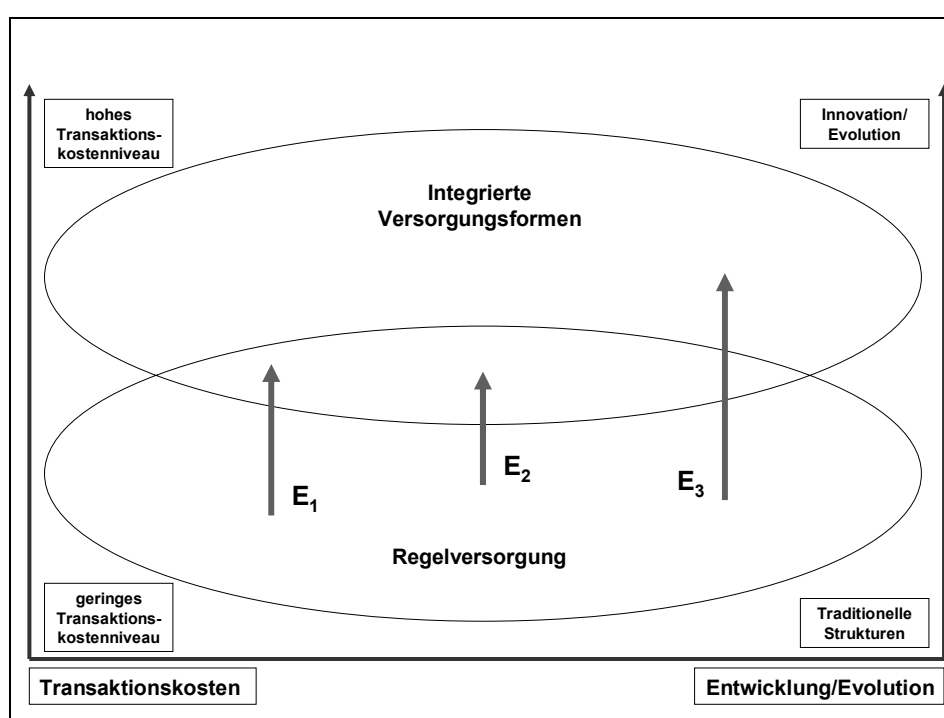 hohes
Transaktions-
kostenniveau
Innovation/
Evolution
Integrierte
Versorgungsformen
E1
E2
E3
Regelversorgung
geringes
Transaktions-
kostenniveau
Traditionelle
Strukturen
Transaktionskosten
Entwicklung/Evolution